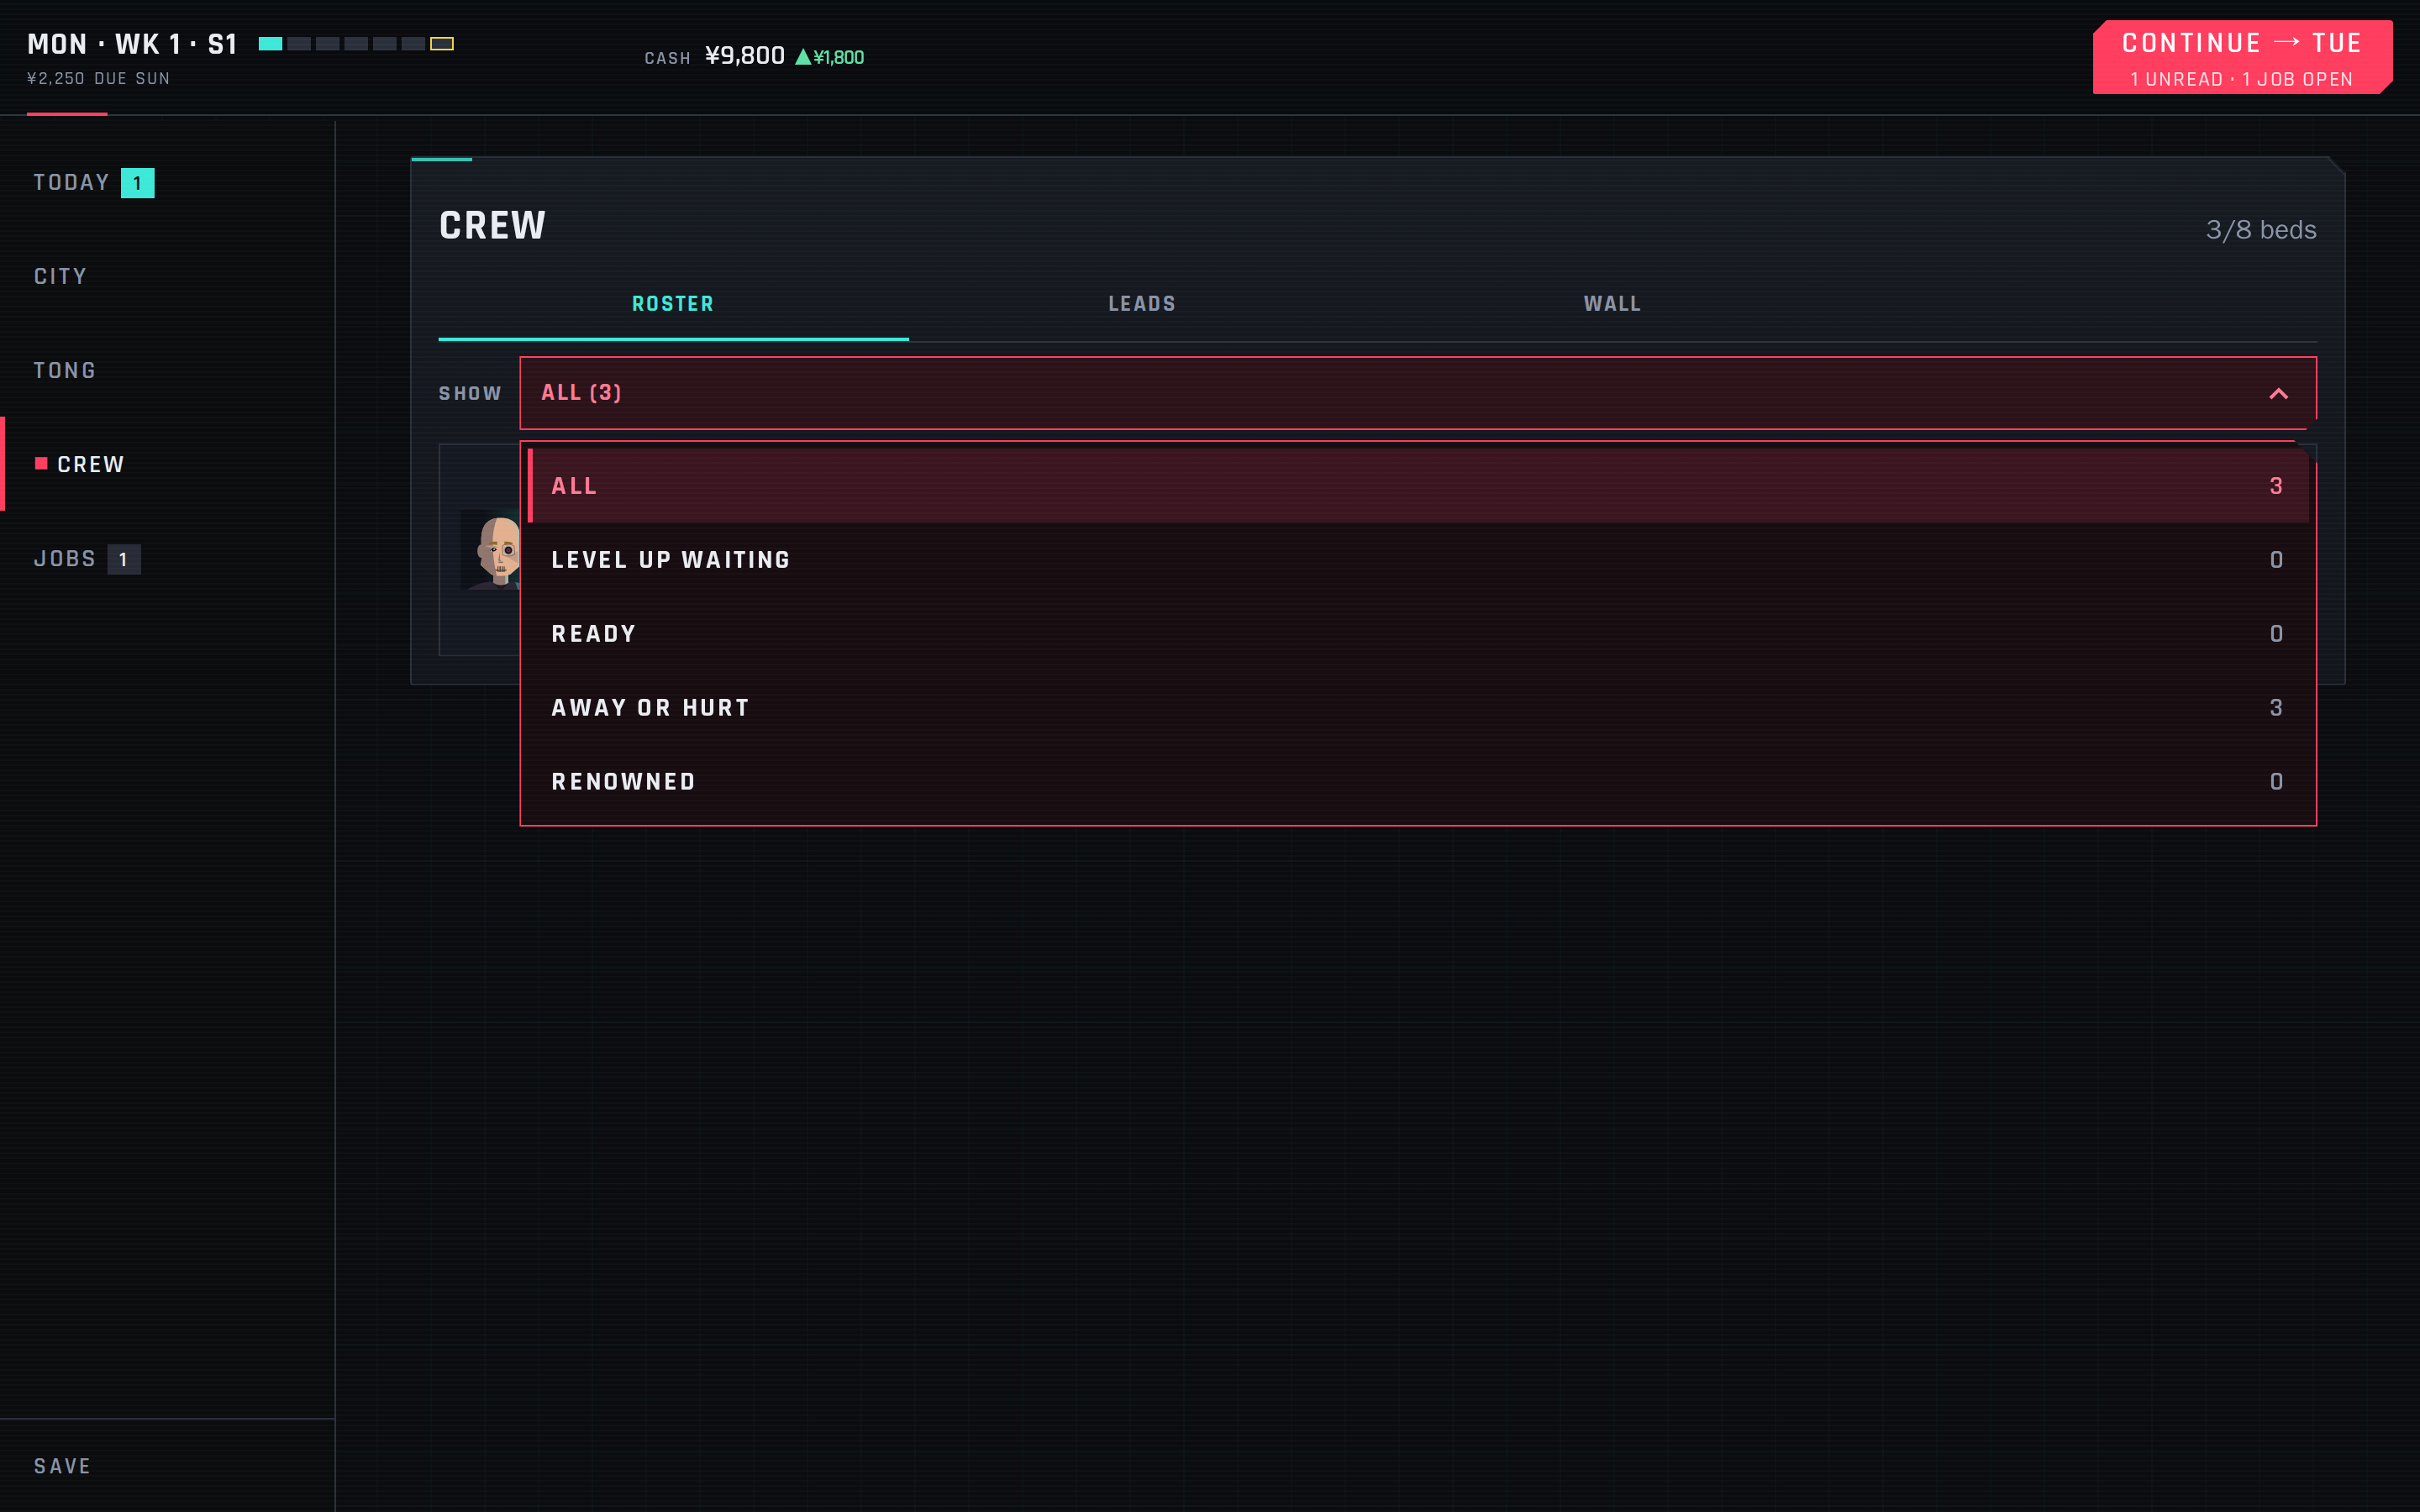 MON · WK 1 · S1
¥2,250 DUE SUN
CASH ¥9,800 ▲¥1,800
CONTINUE → TUE
1 UNREAD · 1 JOB OPEN
TODAY 1
CITY
TONG
CREW
JOBS 1
SAVE
CREW
3/8 beds
ROSTER LEADS WALL
SHOW ALL (3)
ALL 3
LEVEL UP WAITING 0
READY 0
AWAY OR HURT 3
RENOWNED 0